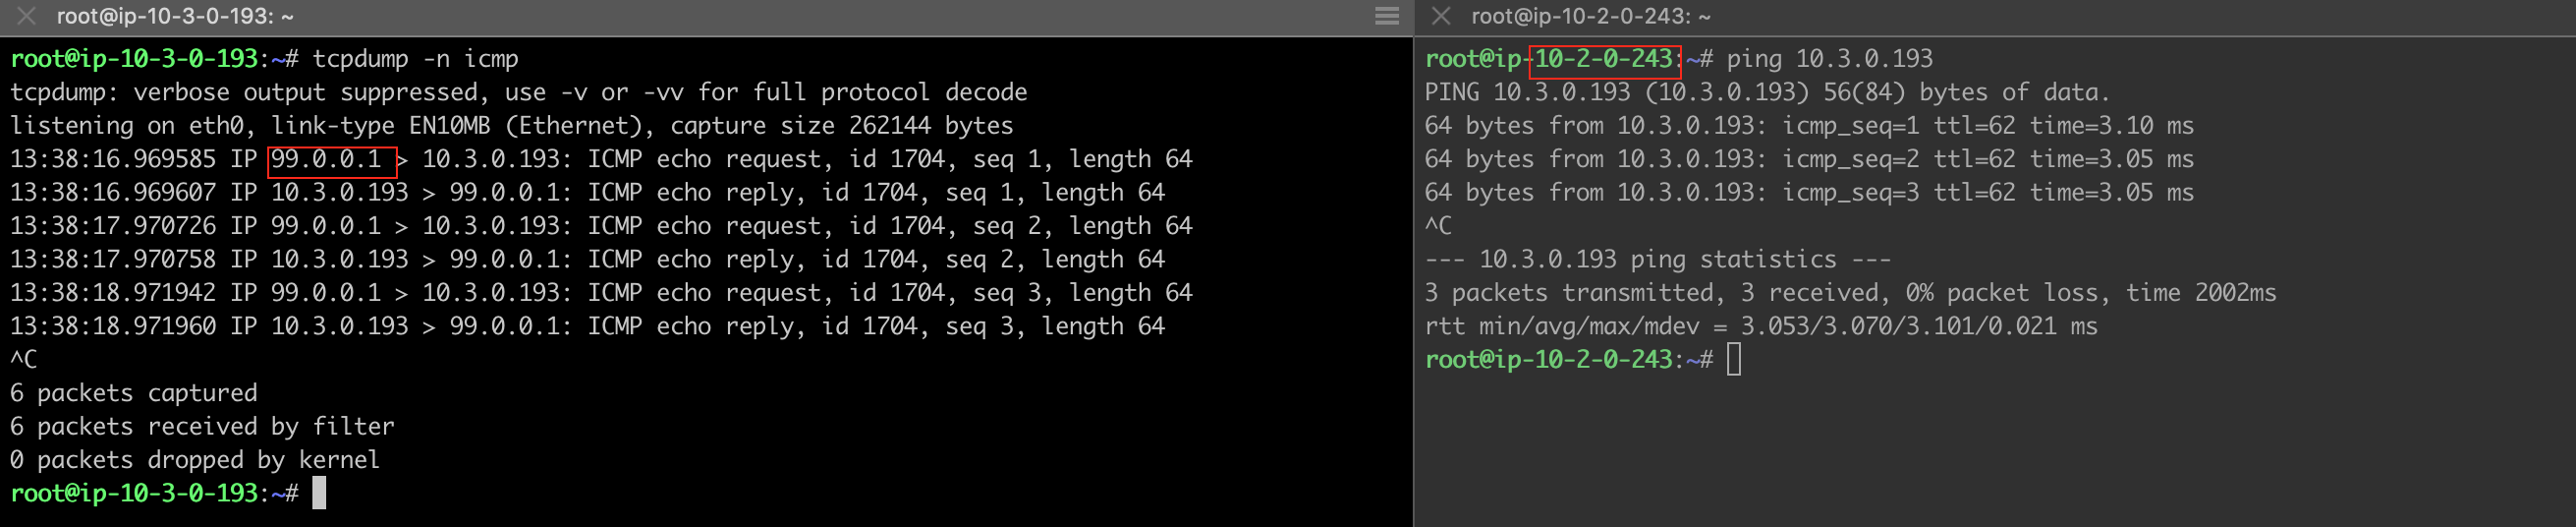 root@ip-10-3-0-193: ~
root@ip-10-3-0-193:~# tcpdump -n icmp
tcpdump: verbose output suppressed, use -v or -vv for full protocol decode
listening on eth0, link-type EN10MB (Ethernet), capture size 262144 bytes
13:38:16.969585 IP 99.0.0.1 > 10.3.0.193: ICMP echo request, id 1704, seq 1, length 64
13:38:16.969607 IP 10.3.0.193 > 99.0.0.1: ICMP echo reply, id 1704, seq 1, length 64
13:38:17.970726 IP 99.0.0.1 > 10.3.0.193: ICMP echo request, id 1704, seq 2, length 64
13:38:17.970758 IP 10.3.0.193 > 99.0.0.1: ICMP echo reply, id 1704, seq 2, length 64
13:38:18.971942 IP 99.0.0.1 > 10.3.0.193: ICMP echo request, id 1704, seq 3, length 64
13:38:18.971960 IP 10.3.0.193 > 99.0.0.1: ICMP echo reply, id 1704, seq 3, length 64
^C
6 packets captured
6 packets received by filter
0 packets dropped by kernel
root@ip-10-3-0-193:~#
root@ip-10-2-0-243: ~
root@ip-10-2-0-243:~# ping 10.3.0.193
PING 10.3.0.193 (10.3.0.193) 56(84) bytes of data.
64 bytes from 10.3.0.193: icmp_seq=1 ttl=62 time=3.10 ms
64 bytes from 10.3.0.193: icmp_seq=2 ttl=62 time=3.05 ms
64 bytes from 10.3.0.193: icmp_seq=3 ttl=62 time=3.05 ms
^C
--- 10.3.0.193 ping statistics ---
3 packets transmitted, 3 received, 0% packet loss, time 2002ms
rtt min/avg/max/mdev = 3.053/3.070/3.101/0.021 ms
root@ip-10-2-0-243:~#